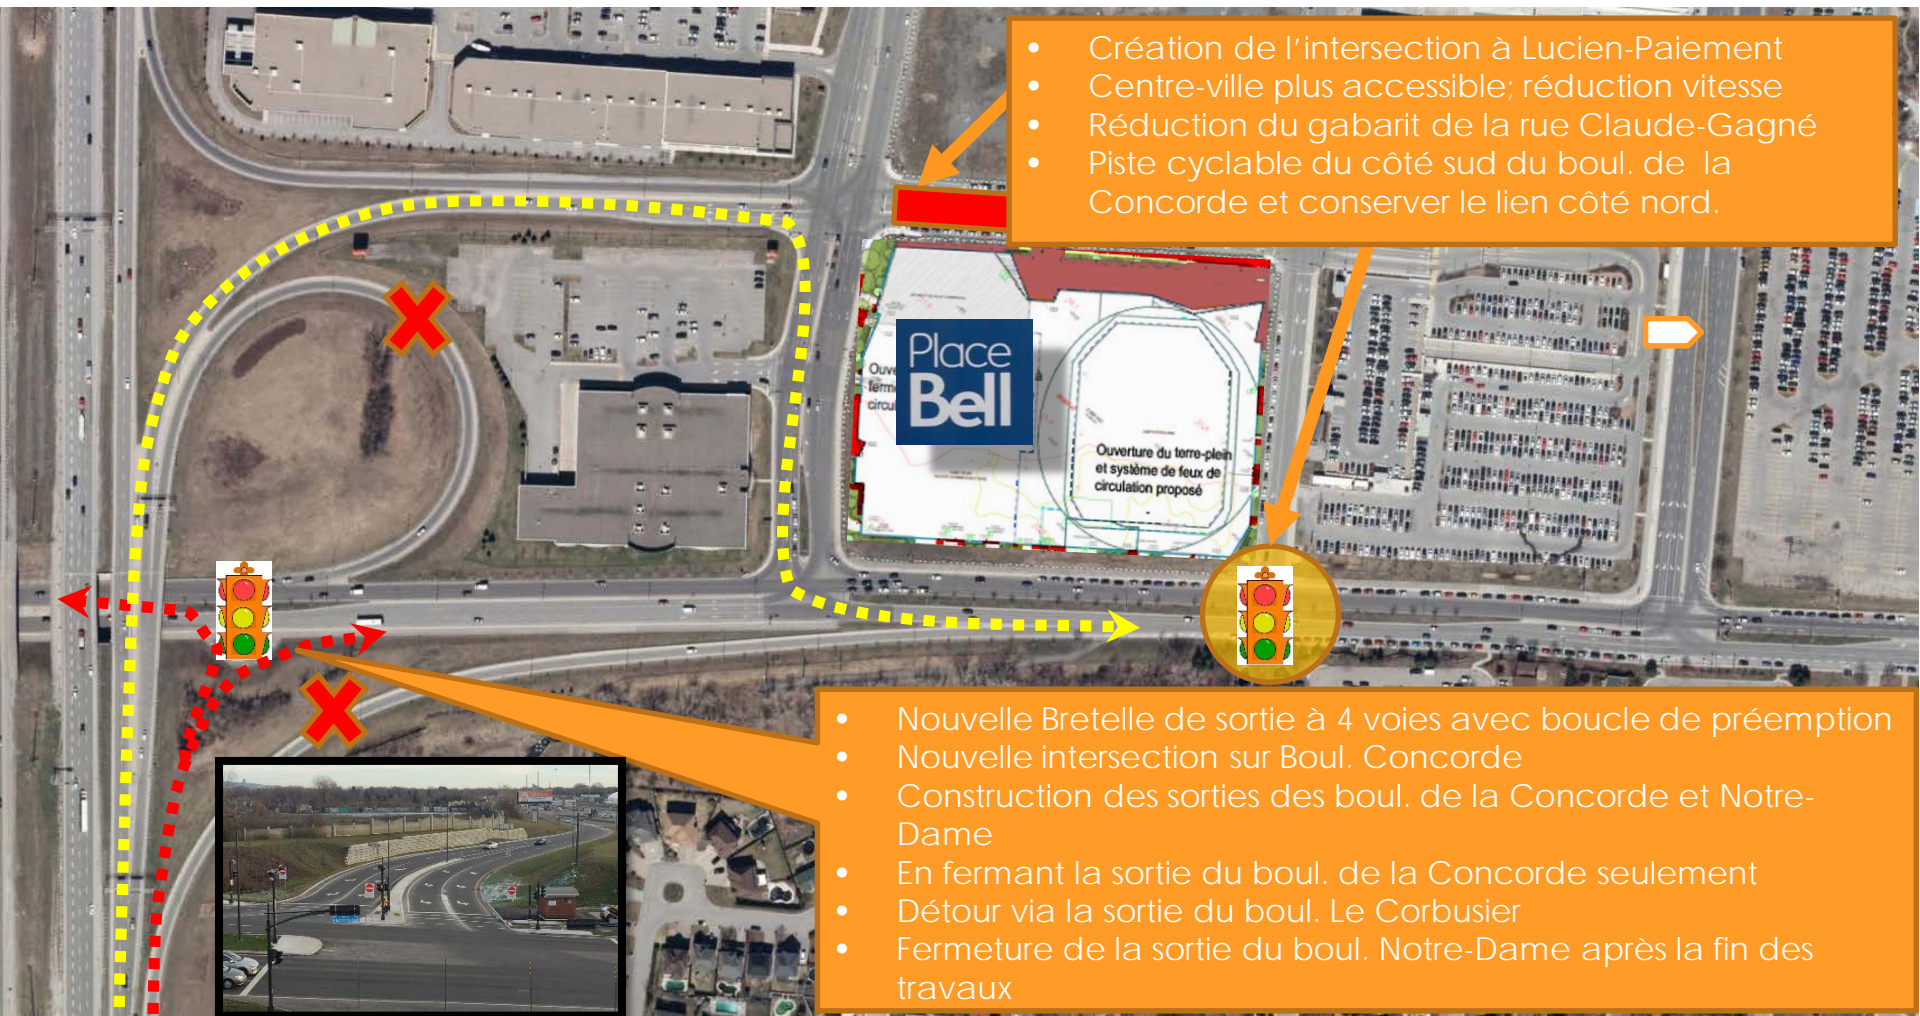 • Création de l'intersection à Lucien-Paiement
• Centre-ville plus accessible; réduction vitesse
• Réduction du gabarit de la rue Claude-Gagné
• Piste cyclable du côté sud du boul. de la
Concorde et conserver le lien côté nord.
Place
Bell
Ouverture du terre-plein
et système de feux de
circulation proposé
• Nouvelle Bretelle de sortie à 4 voies avec boucle de préemption
• Nouvelle intersection sur Boul. Concorde
• Construction des sorties des boul. de la Concorde et Notre-
Dame
• En fermant la sortie du boul. de la Concorde seulement
• Détour via la sortie du boul. Le Corbusier
• Fermeture de la sortie du boul. Notre-Dame après la fin des
travaux